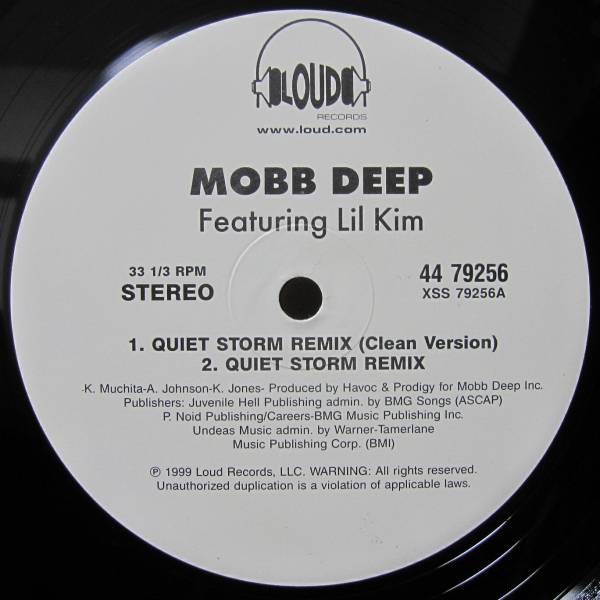 LOUD
RECORDS
www.loud.com
MOBB DEEP
Featuring Lil Kim
33 1/3 RPM
STEREO
44 79256
XSS 79256A
1. QUIET STORM REMIX (Clean Version)
2. QUIET STORM REMIX
-K. Muchita-A. Johnson-K. Jones- Produced by Havoc & Prodigy for Mobb Deep Inc.
Publishers: Juvenile Hell Publishing admin. by BMG Songs (ASCAP)
P. Noid Publishing/Careers-BMG Music Publishing Inc.
Undeas Music admin. by Warner-Tamerlane
Music Publishing Corp. (BMI)
℗ 1999 Loud Records, LLC. WARNING: All rights reserved.
Unauthorized duplication is a violation of applicable laws.